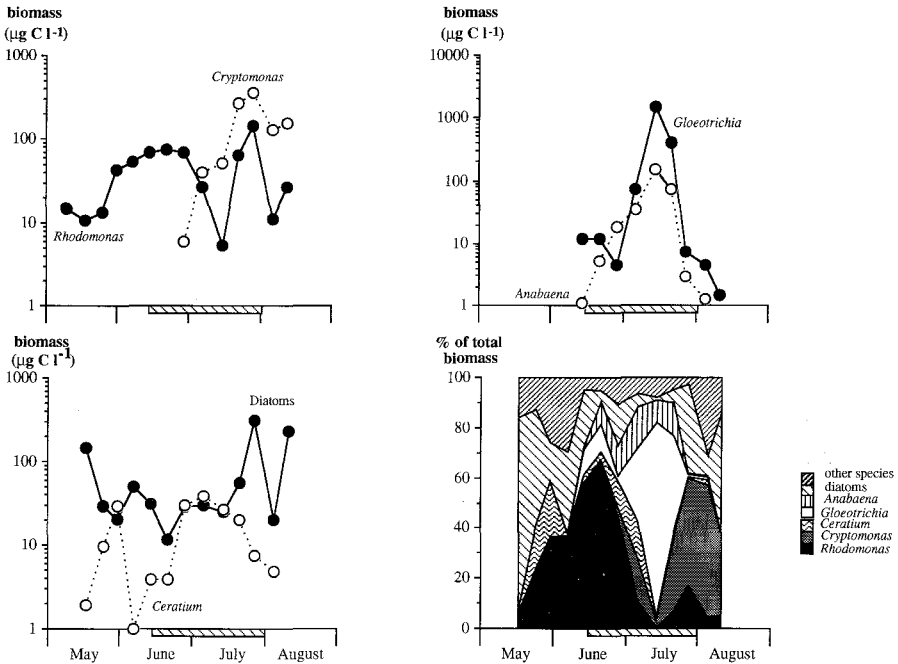 biomass
(µg C l-1)
1000
100
10
1
Cryptomonas
Rhodomonas
biomass
(µg C l-1)
10000
1000
100
10
1
Gloeotrichia
Anabaena
biomass
(µg C l-1)
1000
100
10
1
Diatoms
Ceratium
May June July August
% of total
biomass
100
80
60
40
20
0
May June July August
other species
diatoms
Anabaena
Gloeotrichia
Ceratium
Cryptomonas
Rhodomonas